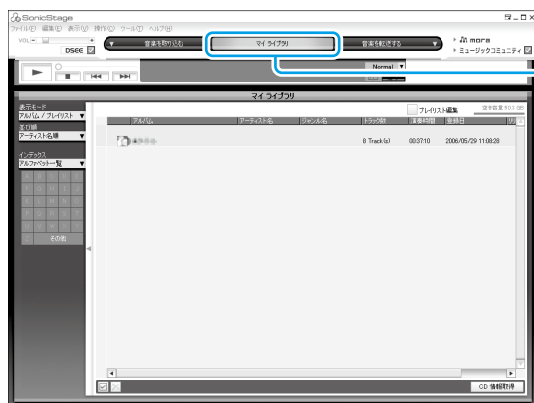 SonicStage
ファイル(F) 編集(E) 表示(V) 操作(C) ツール(T) ヘルプ(H)
VOL - +
DSEE
音楽を取り込む
マイ ライブラリ
音楽を転送する
mora
ミュージックコミュニティ
Normal
マイ ライブラリ
表示モード
アルバム / プレイリスト
並び順
アーティスト名順
インデックス
アルファベット一覧
その他
プレイリスト編集
アルバム アーティスト名 ジャンル名 トラック数 演奏時間 登録日
8 Track(s) 00:37:10 2006/05/29 11:08:28
CD 情報取得